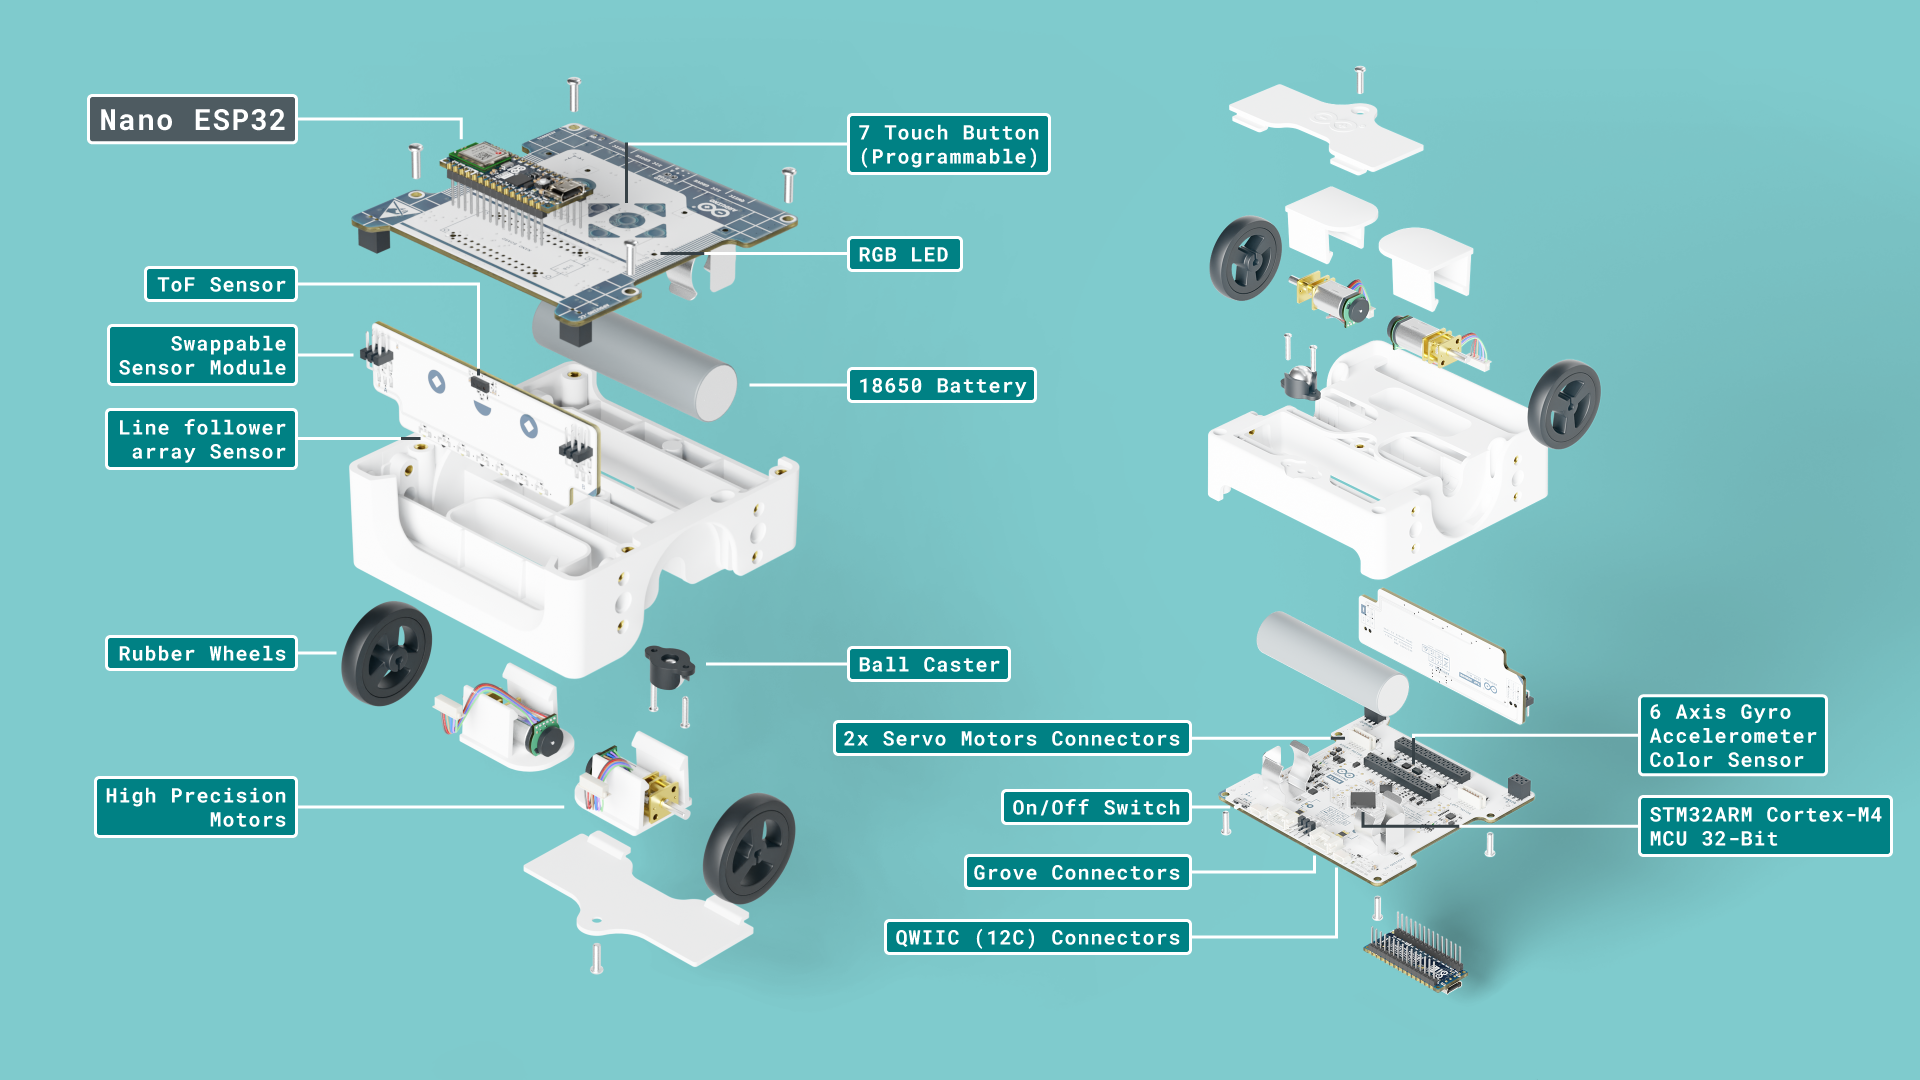 Nano ESP32
7 Touch Button
(Programmable)
RGB LED
ToF Sensor
Swappable
Sensor Module
18650 Battery
Line follower
array Sensor
Rubber Wheels
Ball Caster
High Precision
Motors
2x Servo Motors Connectors
6 Axis Gyro
Accelerometer
Color Sensor
On/Off Switch
STM32ARM Cortex-M4
MCU 32-Bit
Grove Connectors
QWIIC (12C) Connectors